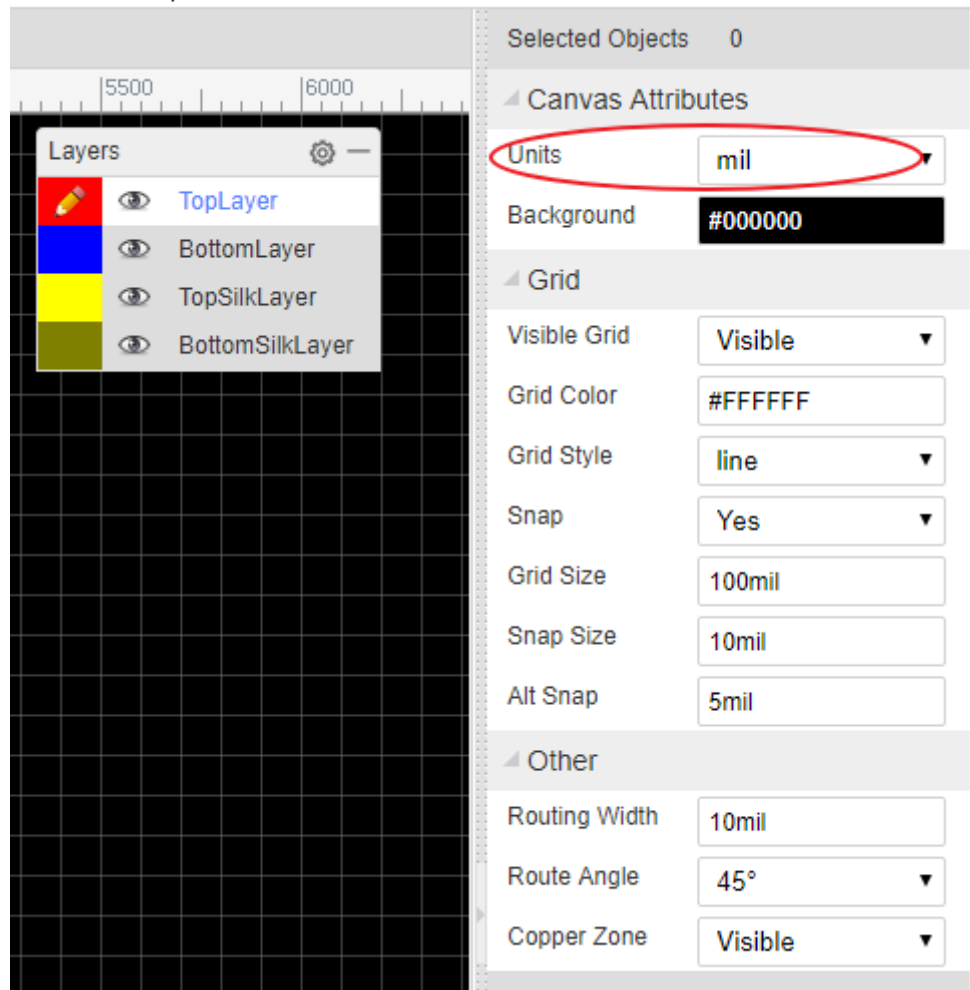 Selected Objects 0
5500 6000
Canvas Attributes
Layers
Units mil
TopLayer
Background #000000
BottomLayer
Grid
TopSilkLayer
Visible Grid Visible
BottomSilkLayer
Grid Color #FFFFFF
Grid Style line
Snap Yes
Grid Size 100mil
Snap Size 10mil
Alt Snap 5mil
Other
Routing Width 10mil
Route Angle 45°
Copper Zone Visible